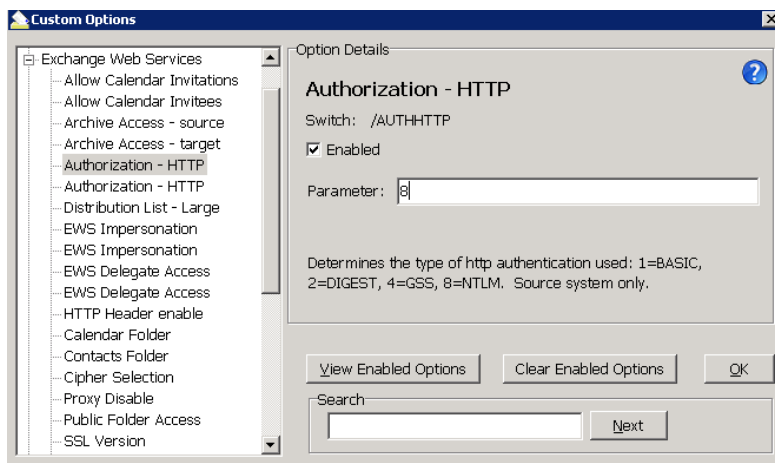 Custom Options
Exchange Web Services
Allow Calendar Invitations
Allow Calendar Invitees
Archive Access - source
Archive Access - target
Authorization - HTTP
Authorization - HTTP
Distribution List - Large
EWS Impersonation
EWS Impersonation
EWS Delegate Access
EWS Delegate Access
HTTP Header enable
Calendar Folder
Contacts Folder
Cipher Selection
Proxy Disable
Public Folder Access
SSL Version
Option Details
Authorization - HTTP
Switch: /AUTHHTTP
Enabled
Parameter: 8
Determines the type of http authentication used: 1=BASIC,
2=DIGEST, 4=GSS, 8=NTLM. Source system only.
View Enabled Options
Clear Enabled Options
OK
Search
Next